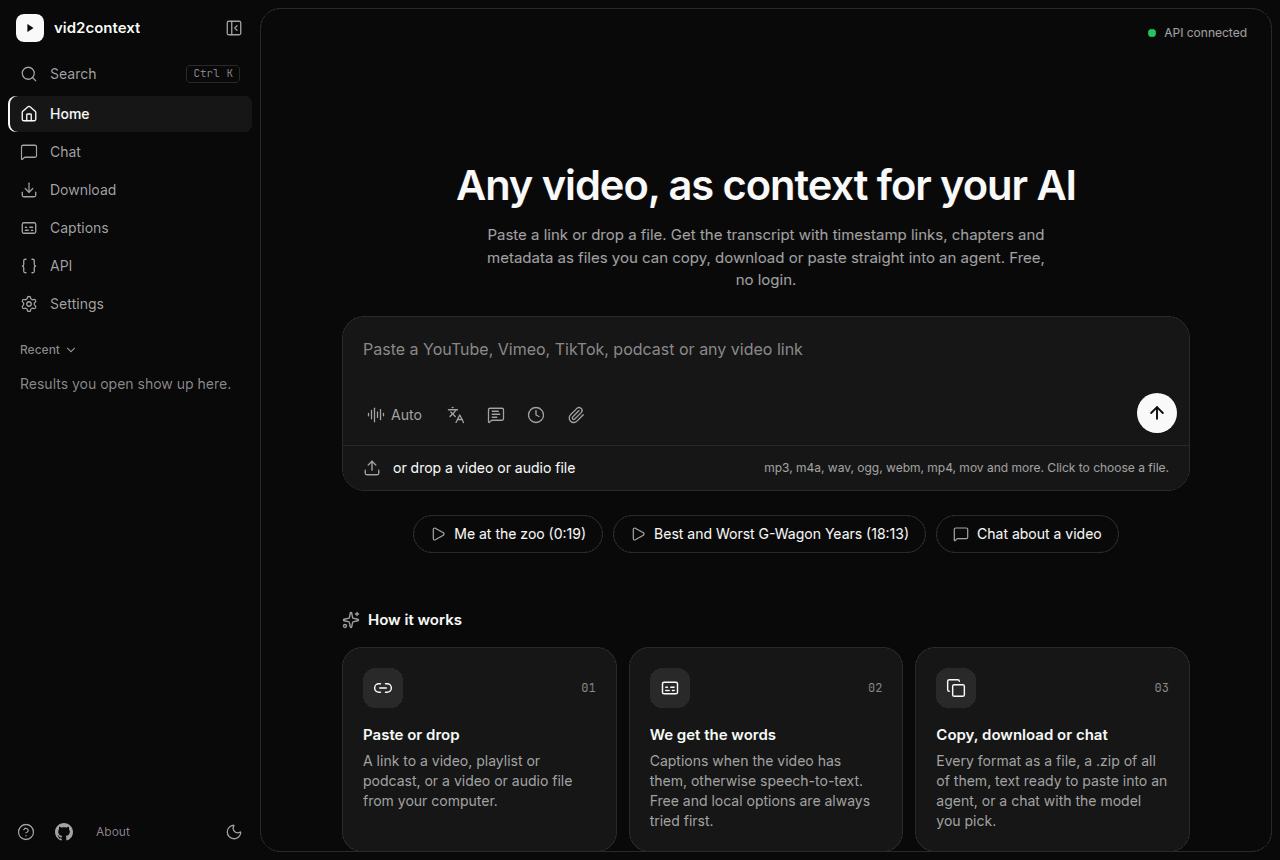 vid2context
Search
Ctrl K
Home
Chat
Download
Captions
API
Settings
Recent
Results you open show up here.
About
API connected
Any video, as context for your AI
Paste a link or drop a file. Get the transcript with timestamp links, chapters and
metadata as files you can copy, download or paste straight into an agent. Free,
no login.
Paste a YouTube, Vimeo, TikTok, podcast or any video link
Auto
or drop a video or audio file
mp3, m4a, wav, ogg, webm, mp4, mov and more. Click to choose a file.
Me at the zoo (0:19)
Best and Worst G-Wagon Years (18:13)
Chat about a video
How it works
01
Paste or drop
A link to a video, playlist or
podcast, or a video or audio file
from your computer.
02
We get the words
Captions when the video has
them, otherwise speech-to-text.
Free and local options are always
tried first.
03
Copy, download or chat
Every format as a file, a .zip of all
of them, text ready to paste into an
agent, or a chat with the model
you pick.